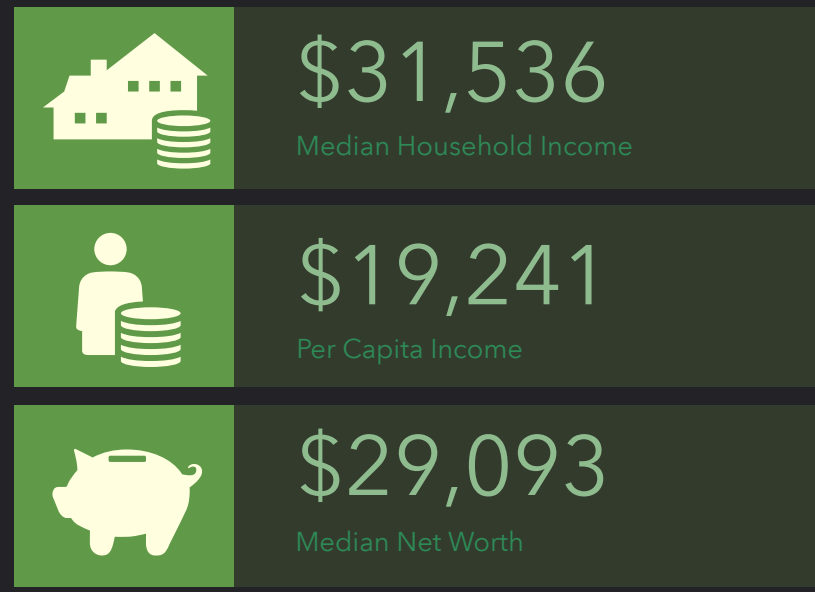 $31,536
Median Household Income
$19,241
Per Capita Income
$29,093
Median Net Worth